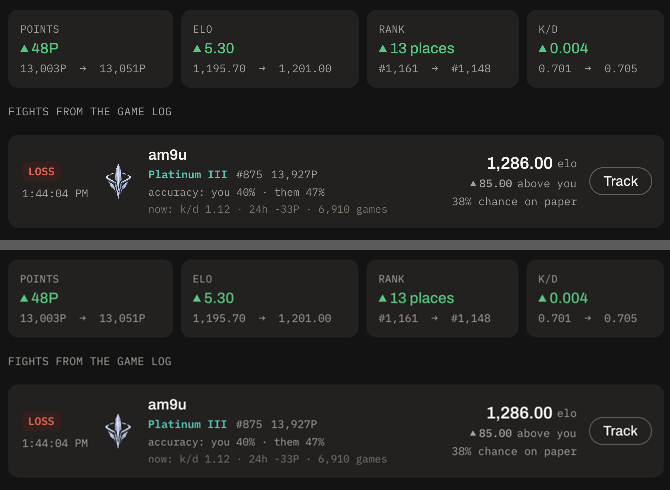 POINTS ELO RANK K/D
▲48P ▲5.30 ▲13 places ▲0.004
13,003P → 13,051P 1,195.70 → 1,201.00 #1,161 → #1,148 0.701 → 0.705
FIGHTS FROM THE GAME LOG
LOSS
1:44:04 PM
am9u
Platinum III #875 13,927P
accuracy: you 40% · them 47%
now: k/d 1.12 · 24h -33P · 6,910 games
1,286.00 elo
▲85.00 above you
38% chance on paper
Track
POINTS ELO RANK K/D
▲48P ▲5.30 ▲13 places ▲0.004
13,003P → 13,051P 1,195.70 → 1,201.00 #1,161 → #1,148 0.701 → 0.705
FIGHTS FROM THE GAME LOG
LOSS
1:44:04 PM
am9u
Platinum III #875 13,927P
accuracy: you 40% · them 47%
now: k/d 1.12 · 24h -33P · 6,910 games
1,286.00 elo
▲85.00 above you
38% chance on paper
Track